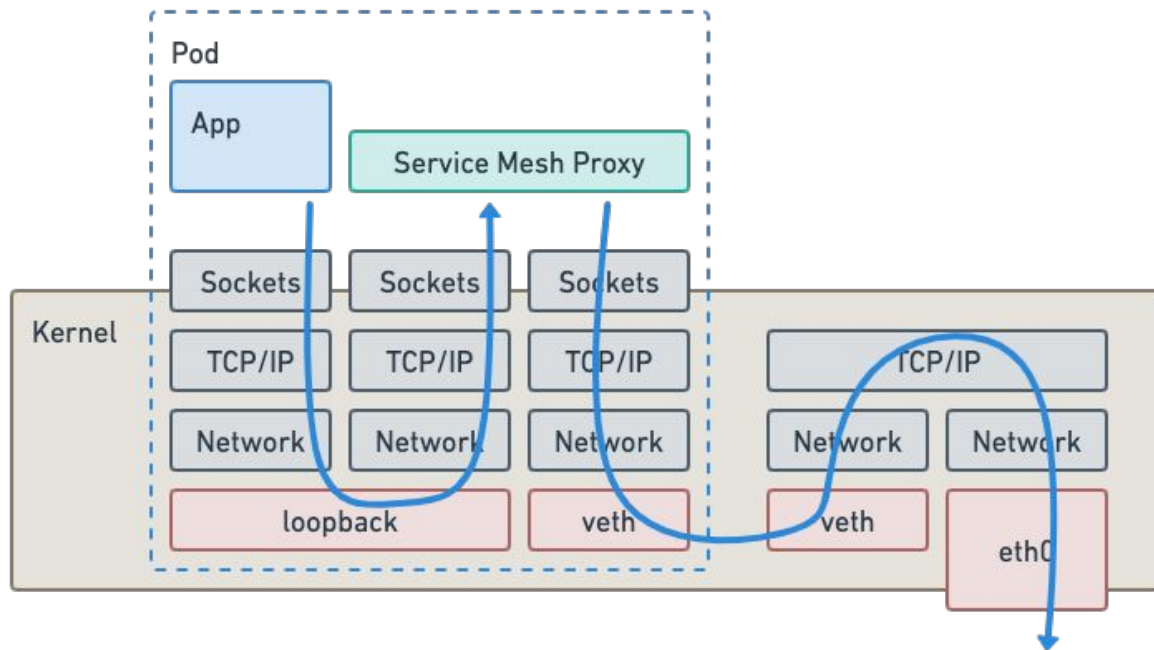 Pod
App
Service Mesh Proxy
Sockets
Sockets
Sockets
Kernel
TCP/IP
TCP/IP
TCP/IP
TCP/IP
Network
Network
Network
Network
Network
loopback
veth
veth
eth0